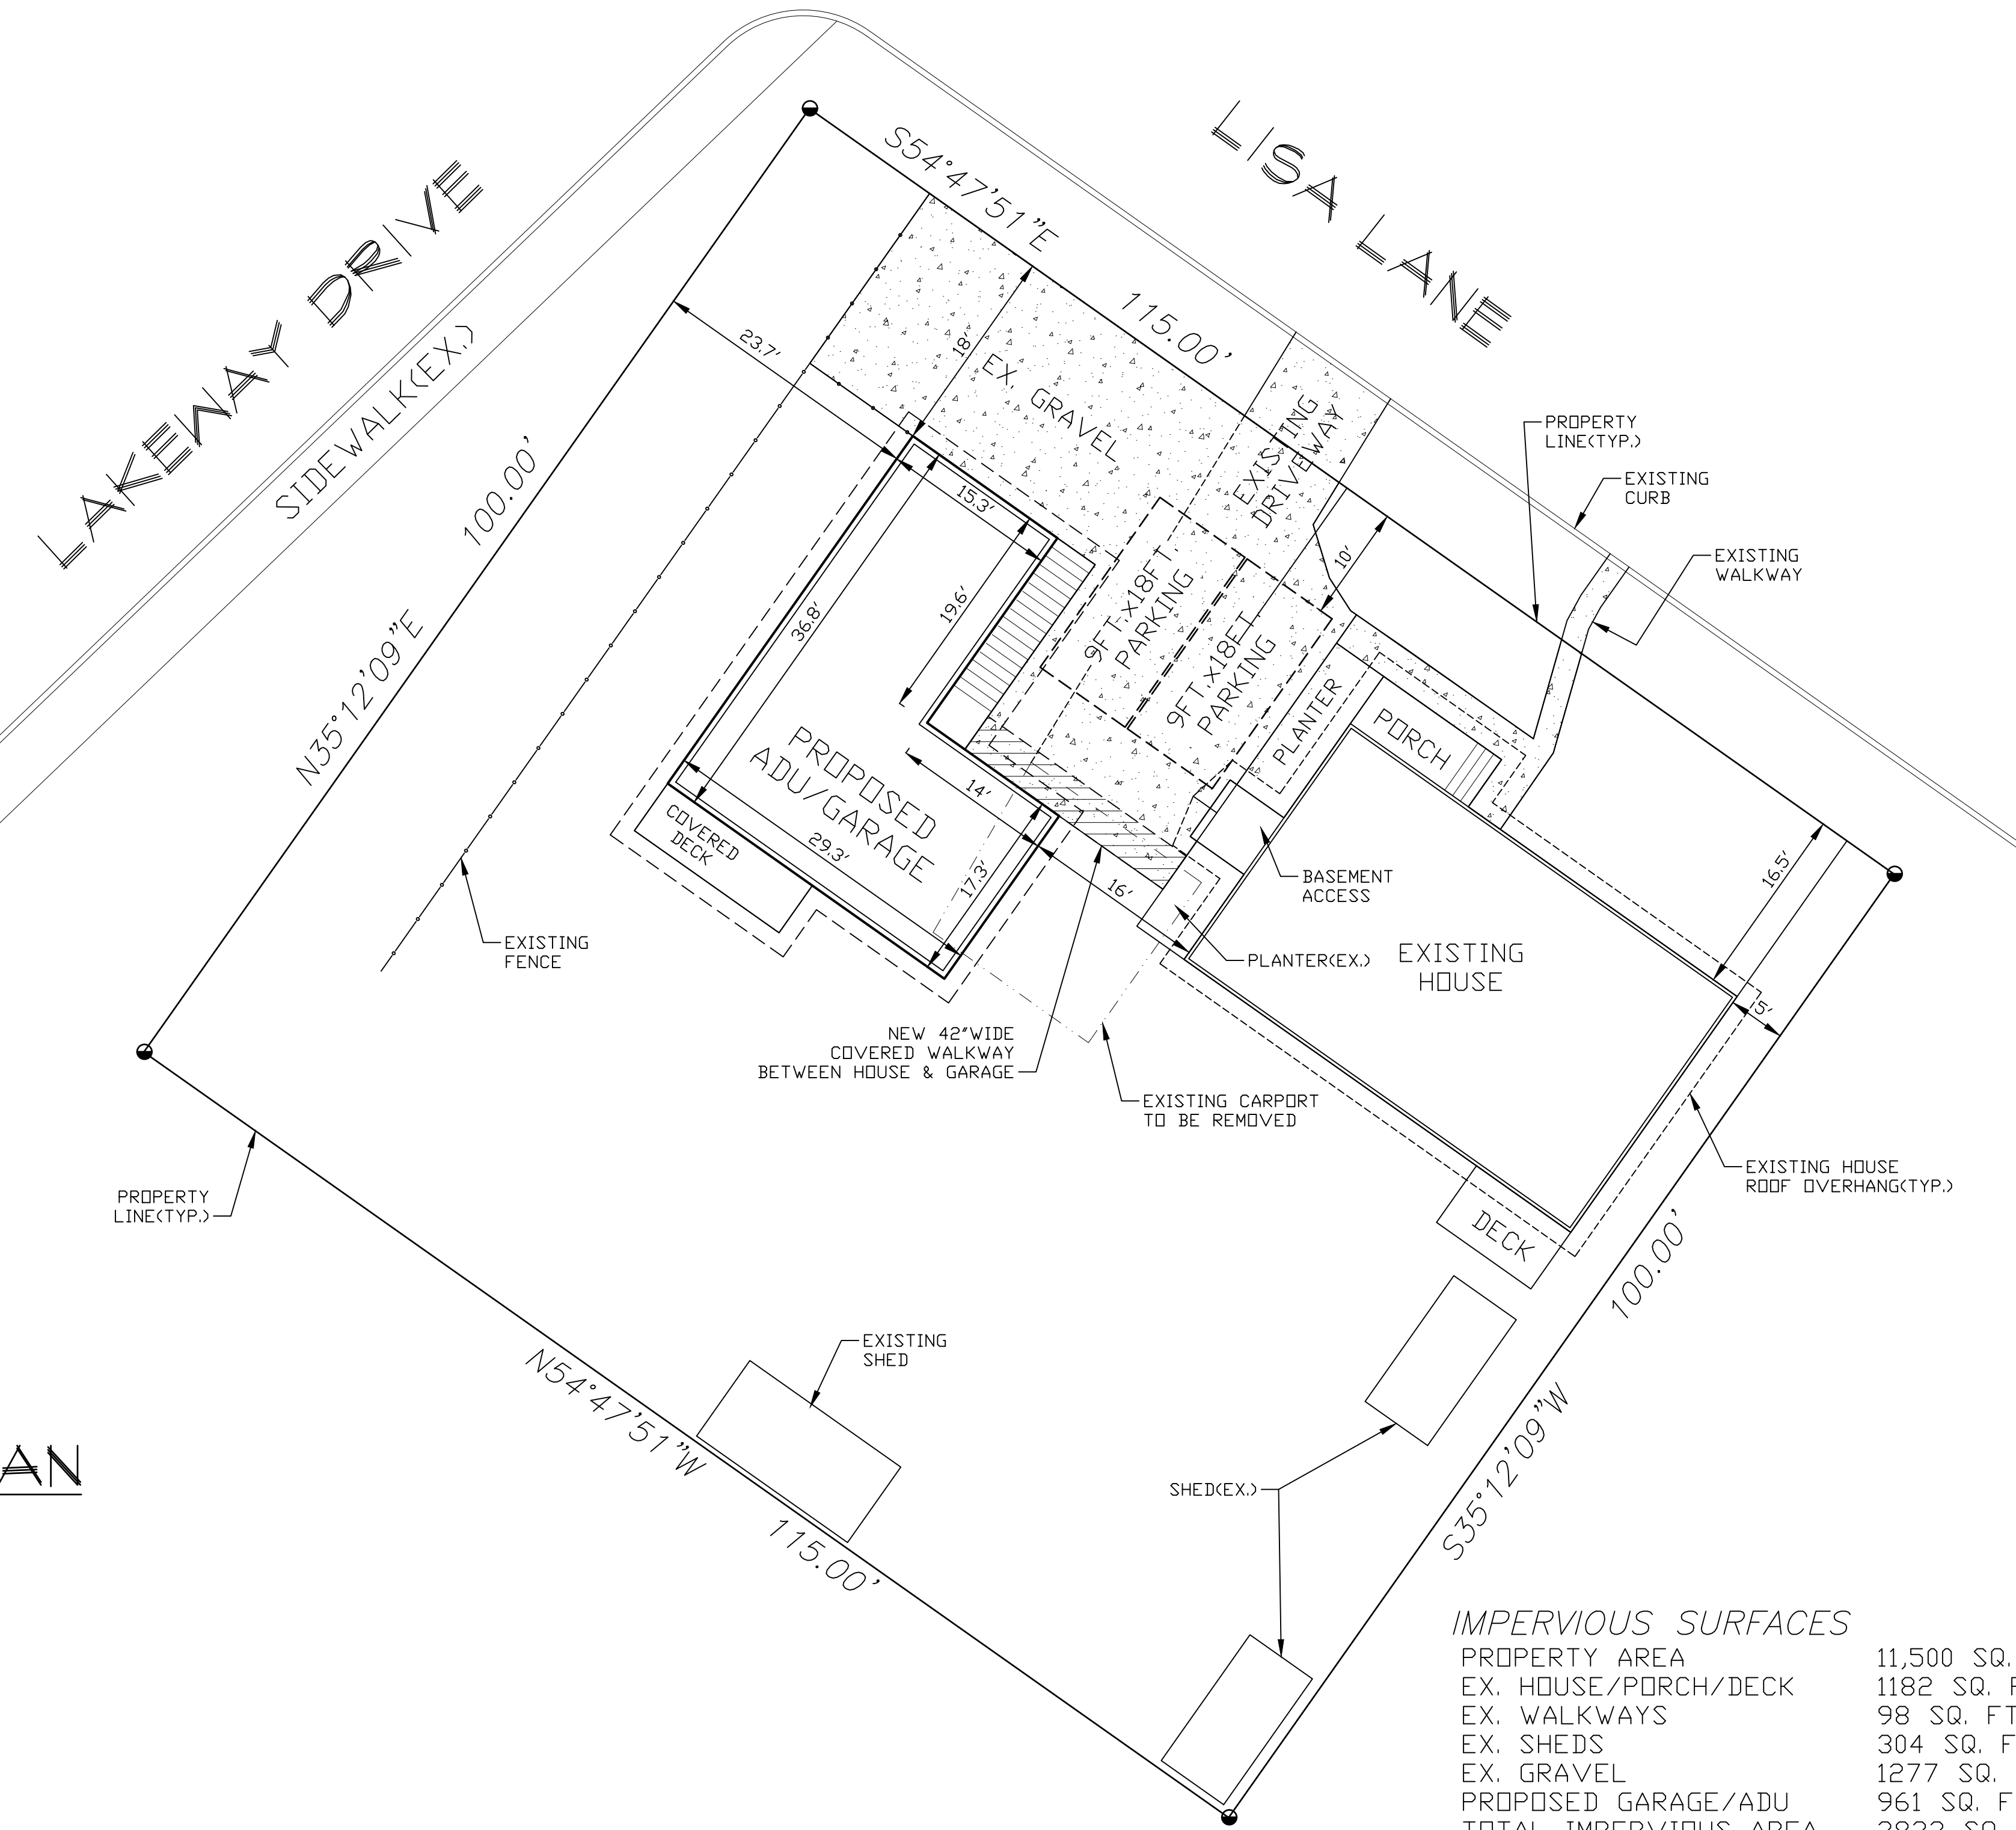 LAKEWAY DRIVE
SIDEWALK(EX.)
LISA LANE
S54°47'51"E
115.00'
N35°12'09"E
100.00'
23.7'
18'
EX. GRAVEL
EXISTING
DRIVEWAY
PROPERTY
LINE(TYP.)
EXISTING
CURB
EXISTING
WALKWAY
15.3'
36.8'
19.6'
10'
9FT.x18FT.
PARKING
9FT.x18FT.
PARKING
PLANTER
PORCH
PROPOSED
ADU/GARAGE
COVERED
DECK
14'
29.3'
17.3'
16'
16.5'
5'
BASEMENT
ACCESS
PLANTER(EX.)
EXISTING
HOUSE
EXISTING
FENCE
NEW 42"WIDE
COVERED WALKWAY
BETWEEN HOUSE & GARAGE
EXISTING CARPORT
TO BE REMOVED
EXISTING HOUSE
ROOF OVERHANG(TYP.)
PROPERTY
LINE(TYP.)
DECK
100.00'
S35°12'09"W
EXISTING
SHED
N54°47'51"W
115.00'
SHED(EX.)
AN
IMPERVIOUS SURFACES
PROPERTY AREA 11,500 SQ.
EX. HOUSE/PORCH/DECK 1182 SQ.
EX. WALKWAYS 98 SQ. FT
EX. SHEDS 304 SQ. F
EX. GRAVEL 1277 SQ.
PROPOSED GARAGE/ADU 961 SQ. F
TOTAL IMPERVIOUS AREA